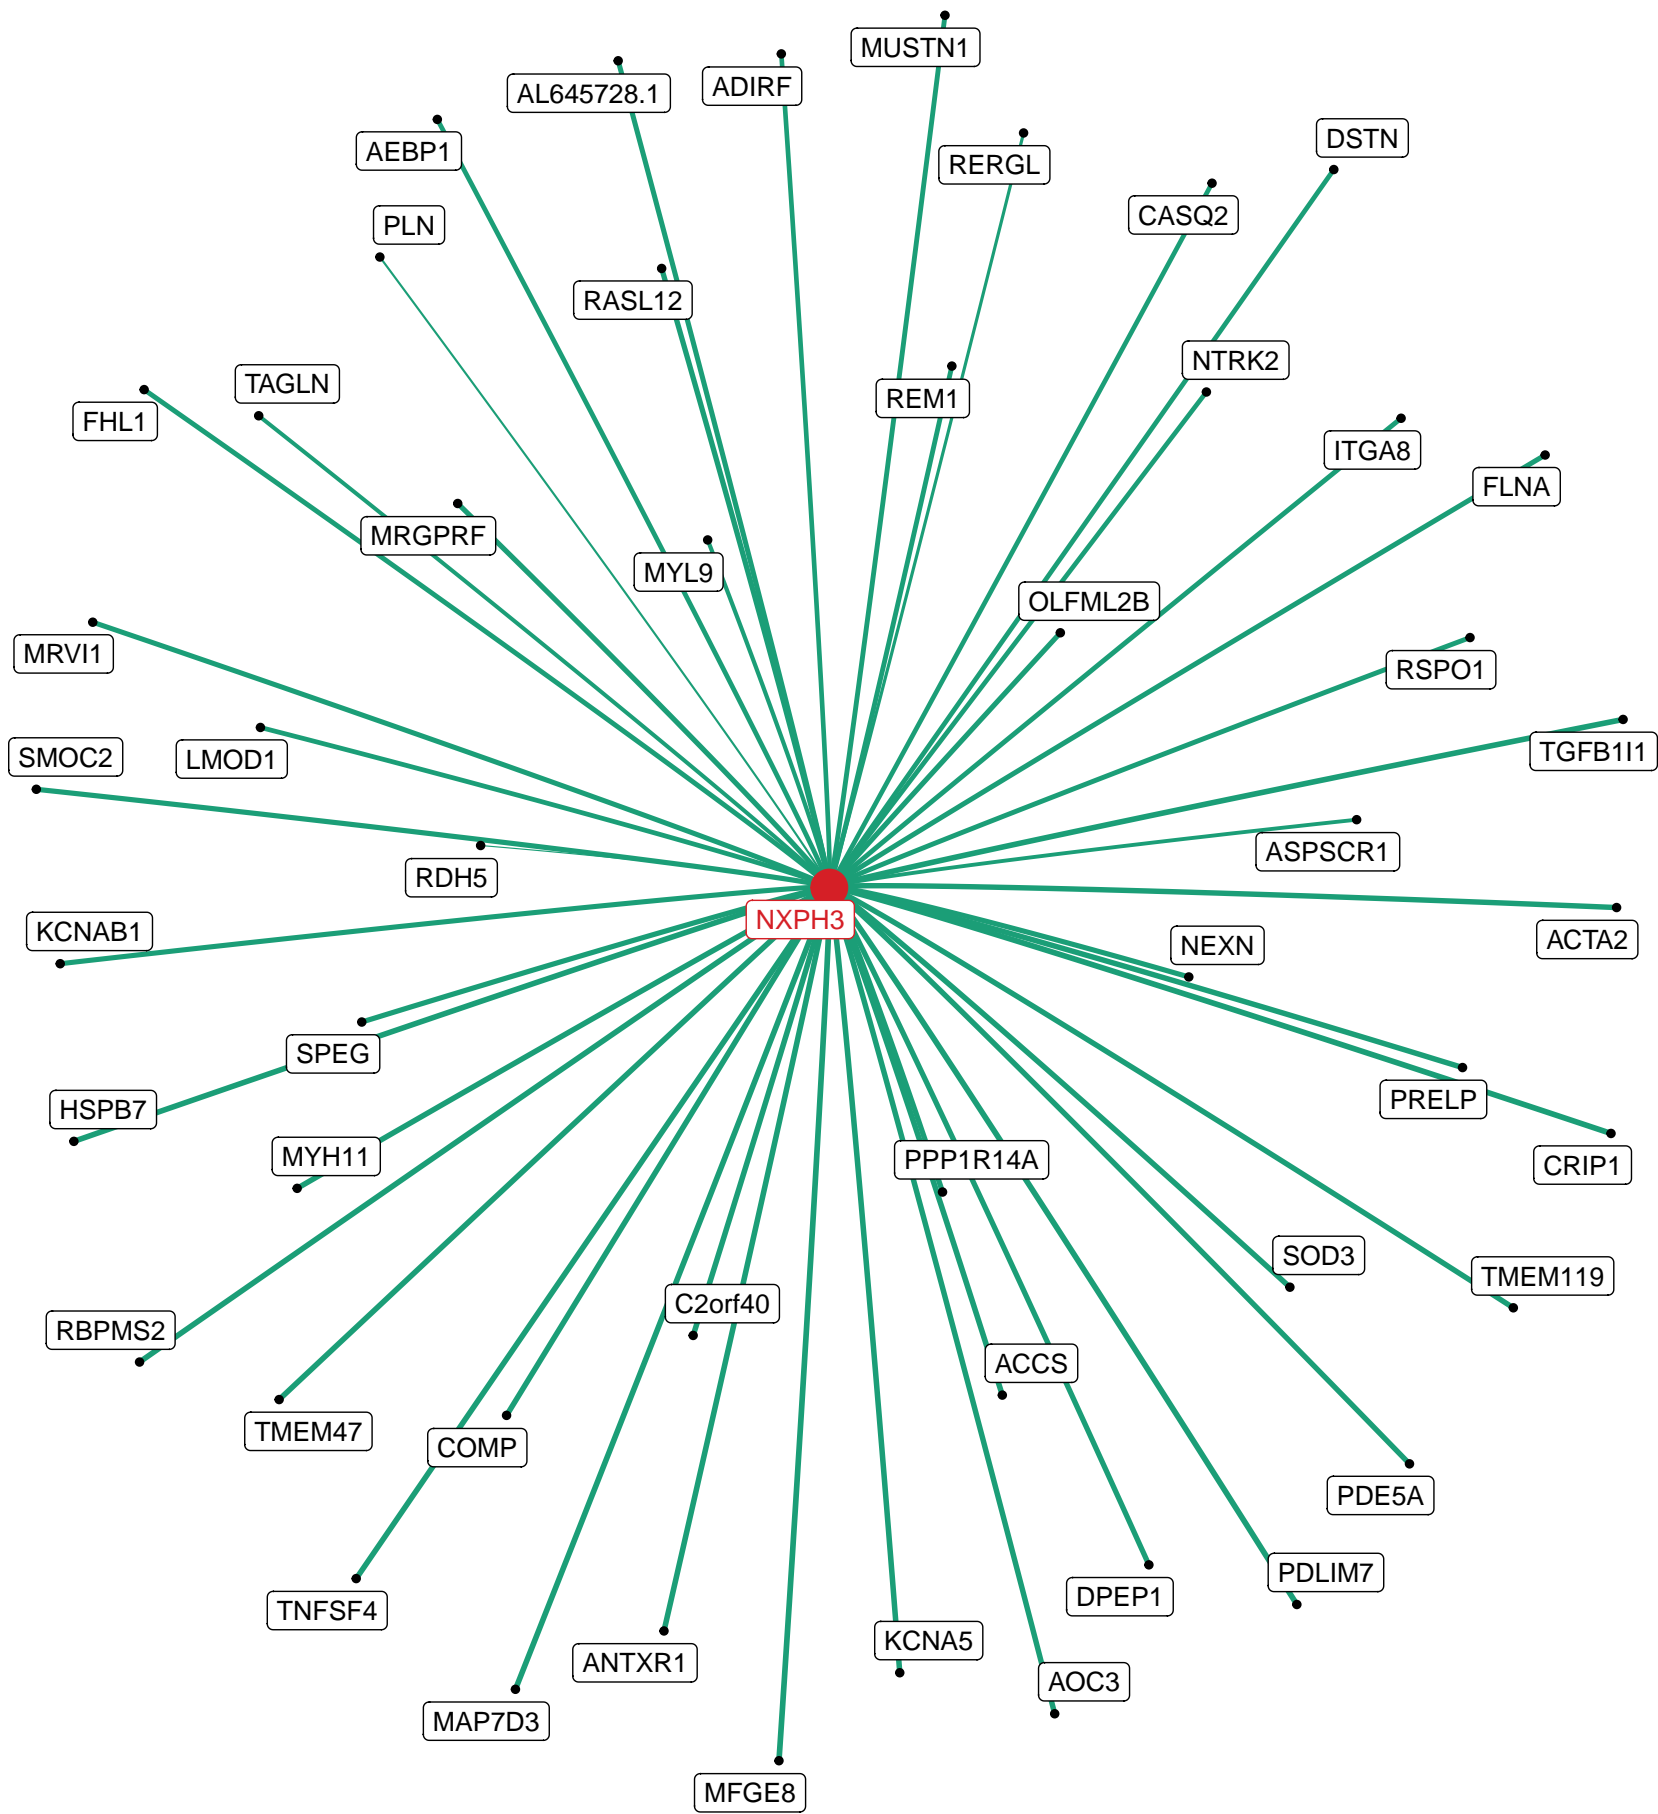 MUSTN1
AL645728.1
ADIRF
DSTN
AEBP1
RERGL
CASQ2
PLN
RASL12
NTRK2
TAGLN
REM1
FHL1
ITGA8
FLNA
MRGPRF
MYL9
OLFML2B
MRVI1
RSPO1
SMOC2
LMOD1
TGFB1I1
ASPSCR1
RDH5
NXPH3
KCNAB1
ACTA2
NEXN
SPEG
PRELP
HSPB7
MYH11
PPP1R14A
CRIP1
SOD3
TMEM119
C2orf40
RBPMS2
ACCS
TMEM47
COMP
PDE5A
PDLIM7
DPEP1
TNFSF4
KCNA5
ANTXR1
AOC3
MAP7D3
MFGE8